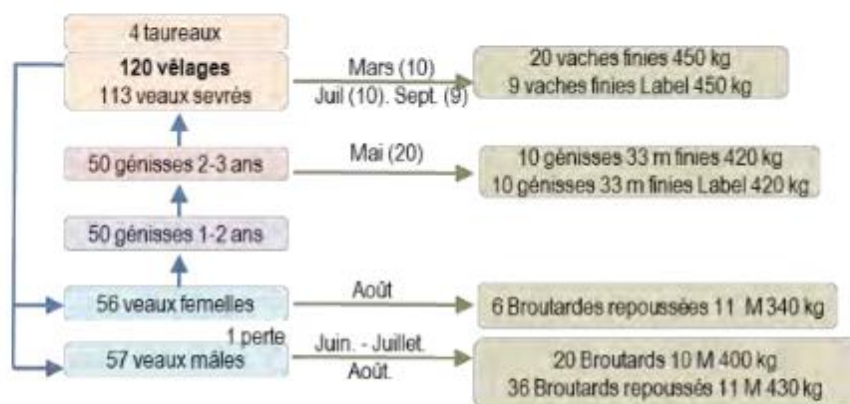 4 taureaux
120 vêlages
113 veaux sevrés
Mars (10)
Juil (10). Sept. (9)
20 vaches finies 450 kg
9 vaches finies Label 450 kg
50 génisses 2-3 ans
Mai (20)
10 génisses 33 m finies 420 kg
10 génisses 33 m finies Label 420 kg
50 génisses 1-2 ans
56 veaux femelles
Août
6 Broutardes repoussées 11 M 340 kg
1 perte
57 veaux mâles
Juin. - Juillet.
Août.
20 Broutards 10 M 400 kg
36 Broutards repoussés 11 M 430 kg